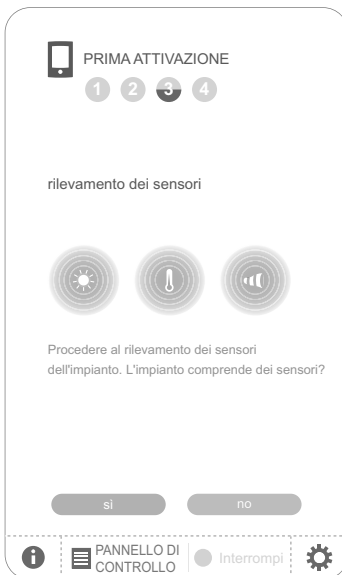 PRIMA ATTIVAZIONE
1 2 3 4
rilevamento dei sensori
Procedere al rilevamento dei sensori
dell'impianto. L'impianto comprende dei sensori?
si no
PANNELLO DI
CONTROLLO
Interrompi